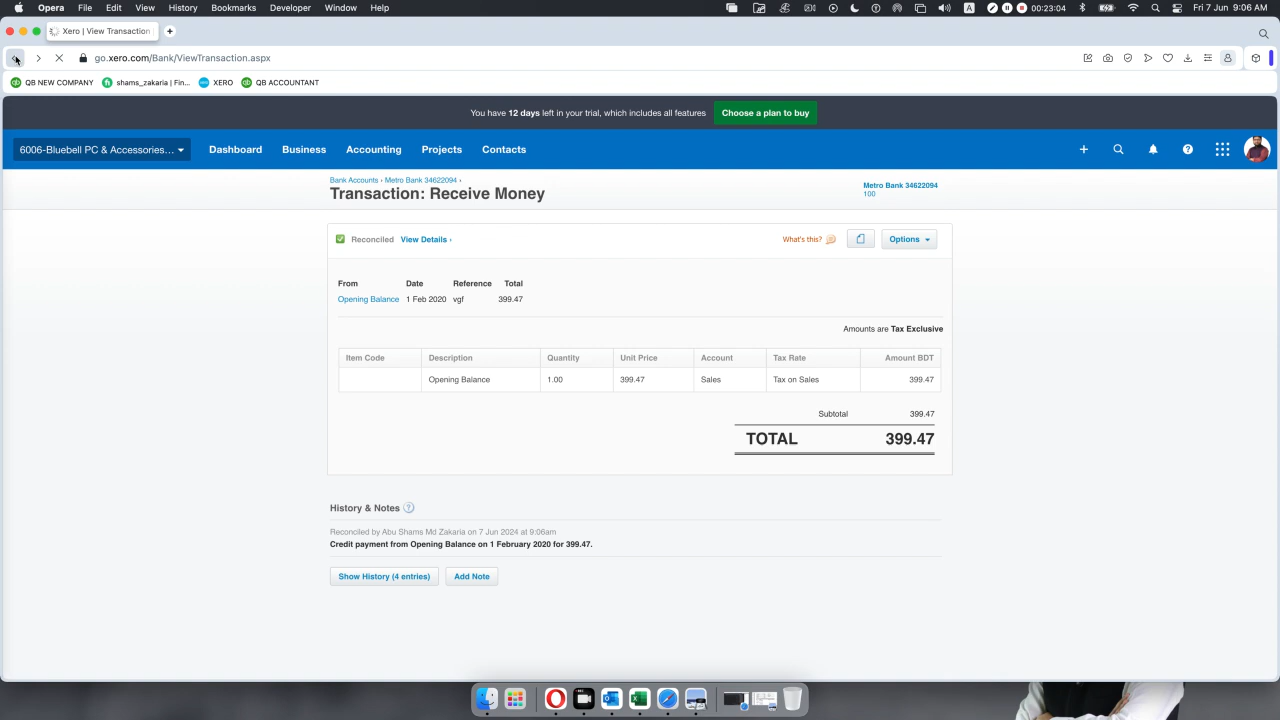 Opera File Edit View History Bookmarks Developer Window Help
00:23:04
Fri 7 Jun 9:06 AM
Xero | View Transaction
go.xero.com/Bank/ViewTransaction.aspx
QB NEW COMPANY shams_zakaria | Fin... XERO QB ACCOUNTANT
You have 12 days left in your trial, which includes all features Choose a plan to buy
6006-Bluebell PC & Accessories... Dashboard Business Accounting Projects Contacts
Bank Accounts › Metro Bank 34622094 ›
Transaction: Receive Money
Metro Bank 34622094
100
Reconciled View Details › What's this? Options
From Date Reference Total
Opening Balance 1 Feb 2020 vgf 399.47
Amounts are Tax Exclusive
Item Code Description Quantity Unit Price Account Tax Rate Amount BDT
Opening Balance 1.00 399.47 Sales Tax on Sales 399.47
Subtotal 399.47
TOTAL 399.47
History & Notes ?
Reconciled by Abu Shams Md Zakaria on 7 Jun 2024 at 9:06am
Credit payment from Opening Balance on 1 February 2020 for 399.47.
Show History (4 entries) Add Note